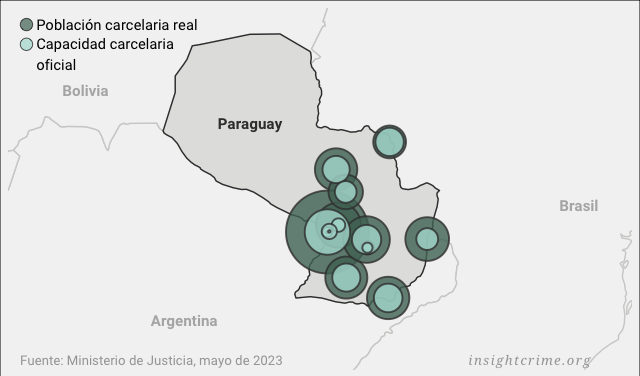 Población carcelaria real
Capacidad carcelaria
oficial
Bolivia
Paraguay
Brasil
Argentina
Fuente: Ministerio de Justicia, mayo de 2023
insightcrime.org